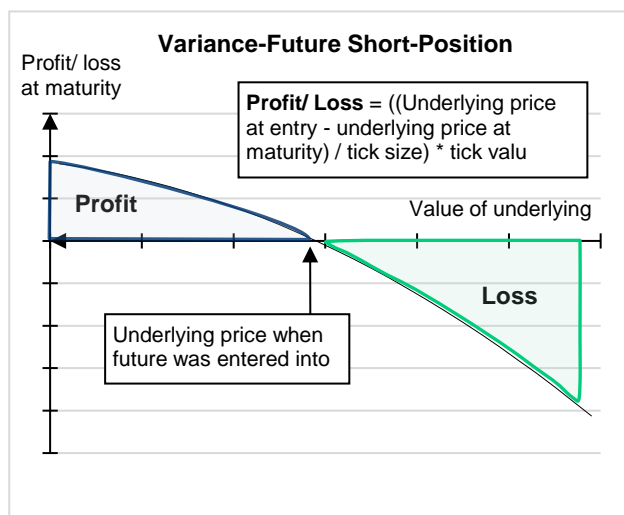 Variance-Future Short-Position
Profit/ loss
at maturity
Profit/ Loss = ((Underlying price
at entry - underlying price at
maturity) / tick size) * tick valu
Profit
Value of underlying
Loss
Underlying price when
future was entered into